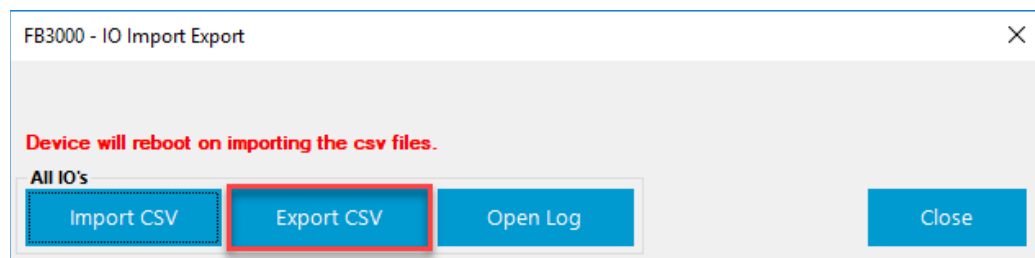 FB3000 - IO Import Export
Device will reboot on importing the csv files.
All IO's
Import CSV
Export CSV
Open Log
Close